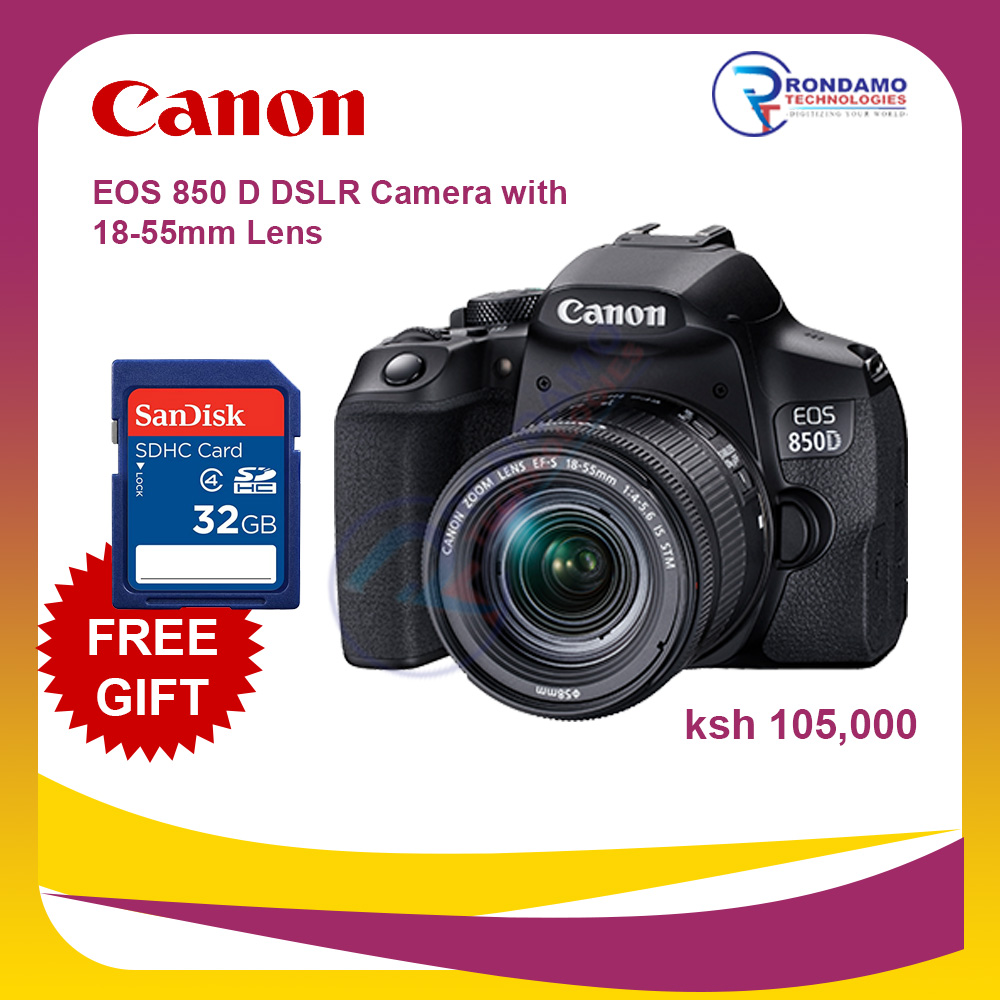 Canon
RONDAMO
TECHNOLOGIES
-DIGITIZING YOUR WORLD-
EOS 850 D DSLR Camera with
18-55mm Lens
Canon
EOS
850D
SanDisk
SDHC Card
LOCK
4
SD
HC
32GB
CANON ZOOM LENS EF-S 18-55mm 1:4-5.6 IS STM
Φ58mm
FREE
GIFT
ksh 105,000